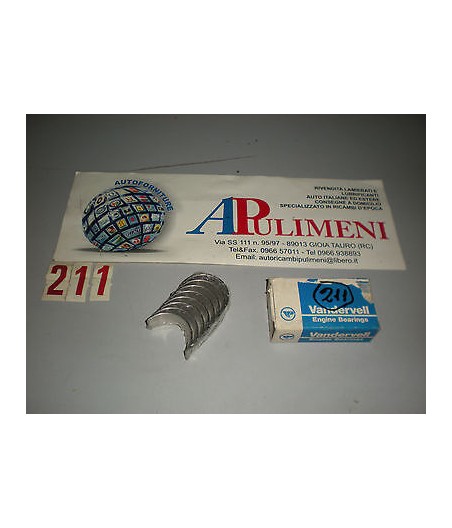 AUTOFORNITURE
APULIMENI
RIVENDITA LAMIERATI E
LUBRIFICANTI
AUTO ITALIANE ED ESTERE
CONSEGNE A DOMICILIO
SPECIALIZZATO IN RICAMBI D'EPOCA
Via SS 111 n. 95/97 - 89013 GIOIA TAURO (RC)
Tel&Fax. 0966 57011 - Tel 0966.938893
Email: autoricambipulimeni@libero.it
211
211
Vandervell
Engine Bearings
Vandervell